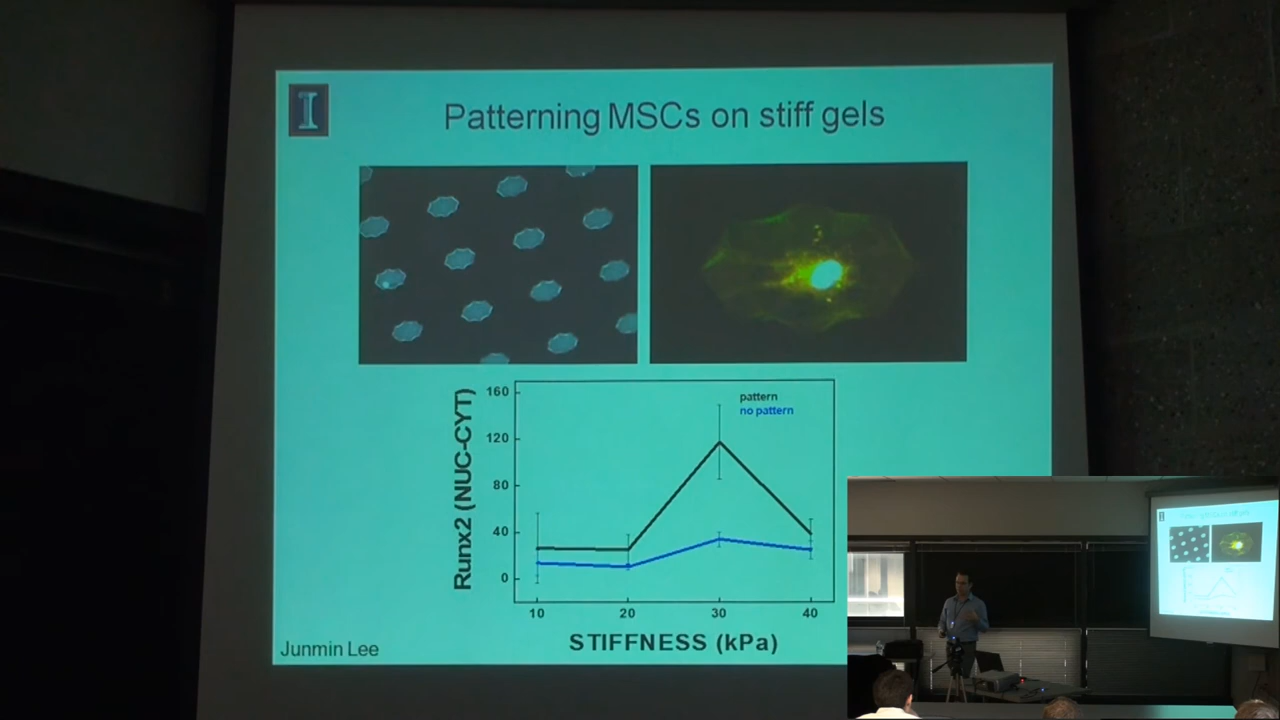 I
Patterning MSCs on stiff gels
Runx2 (NUC-CYT)
160
120
80
40
0
pattern
no pattern
10 20 30 40
STIFFNESS (kPa)
Junmin Lee